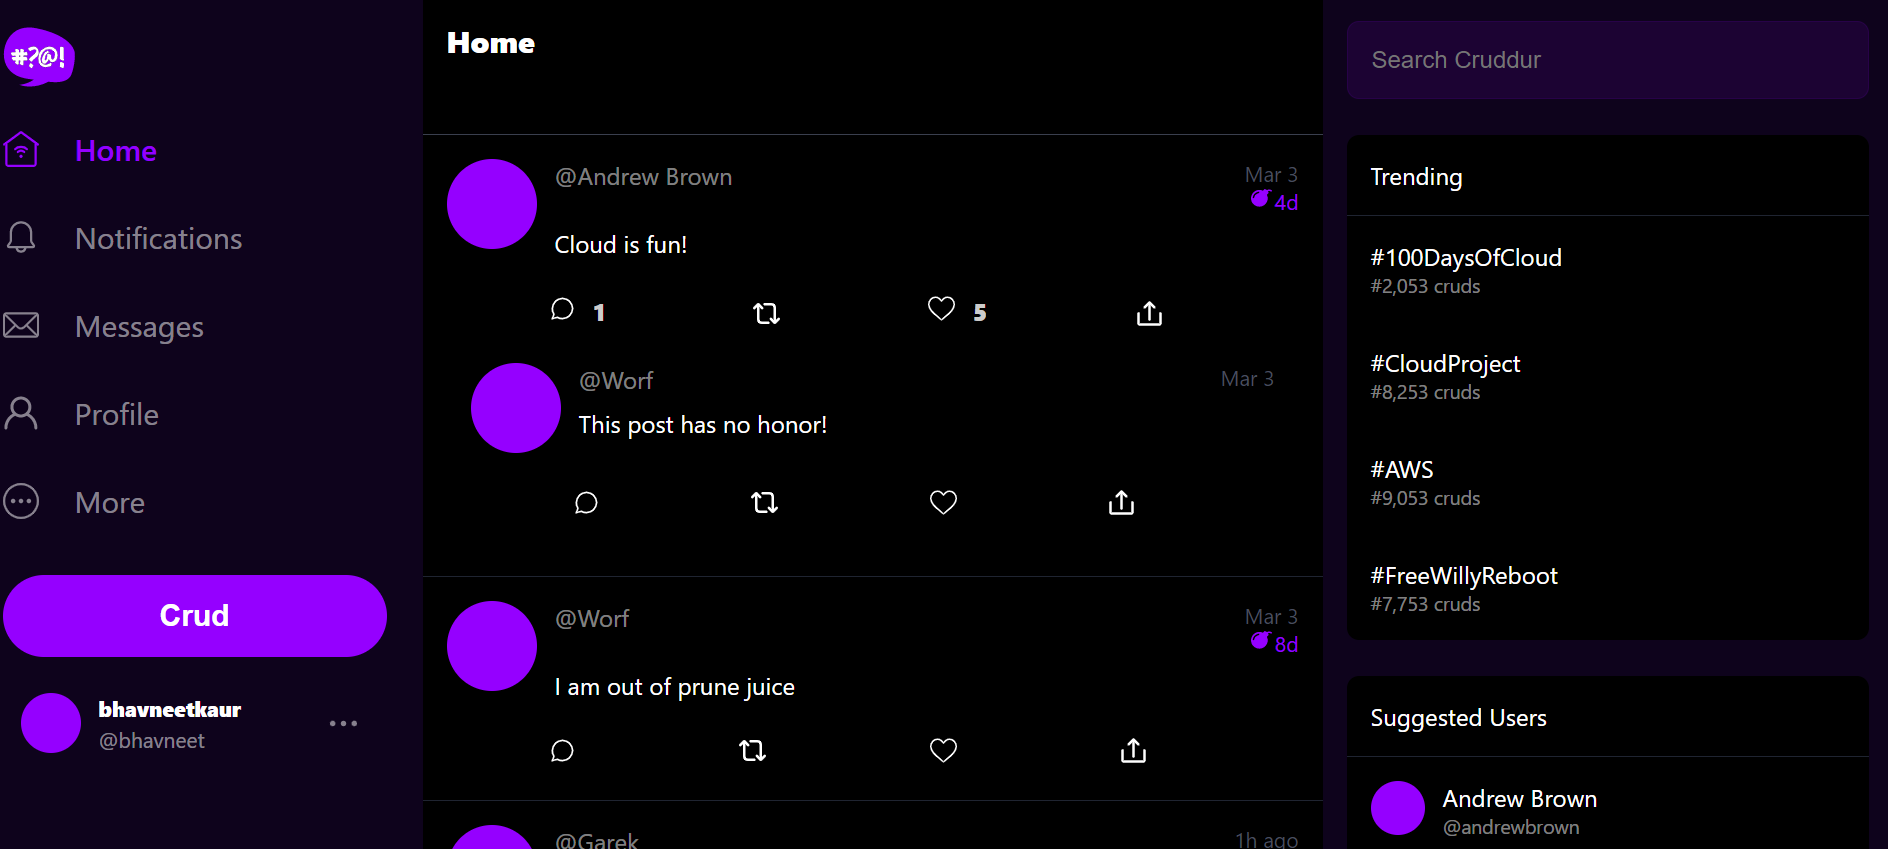 #?@!
Home
Notifications
Messages
Profile
More
Crud
bhavneetkaur
@bhavneet
Home
@Andrew Brown
Mar 3
4d
Cloud is fun!
1
5
@Worf
Mar 3
This post has no honor!
@Worf
Mar 3
8d
I am out of prune juice
@Garek
1h ago
Search Cruddur
Trending
#100DaysOfCloud
#2,053 cruds
#CloudProject
#8,253 cruds
#AWS
#9,053 cruds
#FreeWillyReboot
#7,753 cruds
Suggested Users
Andrew Brown
@andrewbrown